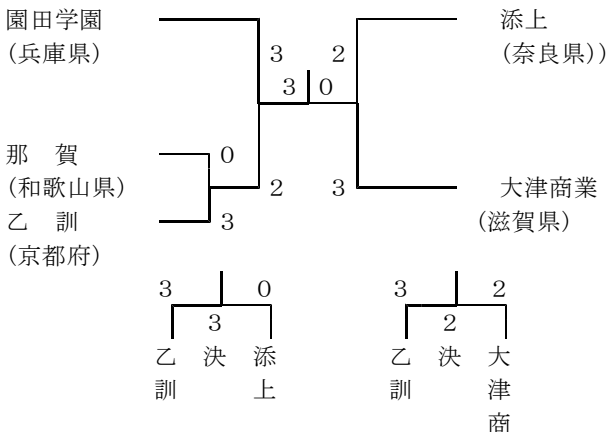 園田学園
添上
(兵庫県)
3 2
(奈良県))
3 0
那 賀
0
(和歌山県)
2 3
大津商業
乙 訓
3
(滋賀県)
(京都府)
3 0
3 2
3
2
乙訓 決 添上
乙訓 決 大津商